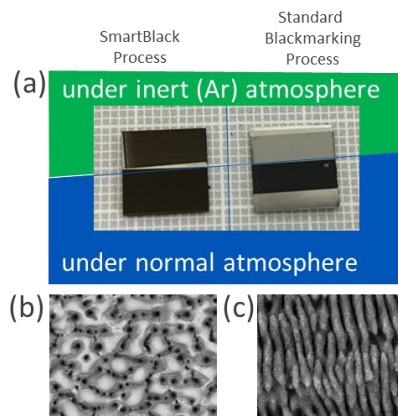 SmartBlack
Process
Standard
Blackmarking
Process
(a)
under inert (Ar) atmosphere
under normal atmosphere
(b)
(c)